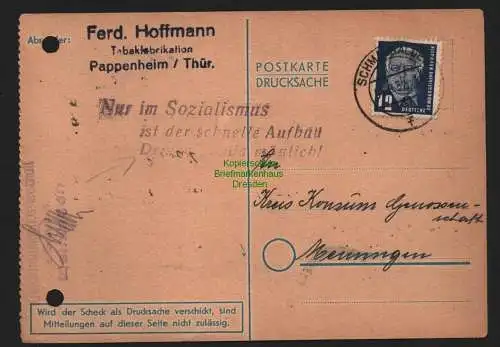 Absender:
Ferd. Hoffmann
Tabakfabrikation
Pappenheim / Thür.
POSTKARTE
DRUCKSACHE
SCHM
12
DEUTSCHE
Nur im Sozialismus
ist der schnelle Aufbau
möglich!
Kopierschutz
Briefmarkenhaus
Dresden
An
Kreis Konsum Genossen-
schaft
Meiningen
Wird der Scheck als Drucksache verschickt, sind
Mitteilungen auf dieser Seite nicht zulässig.